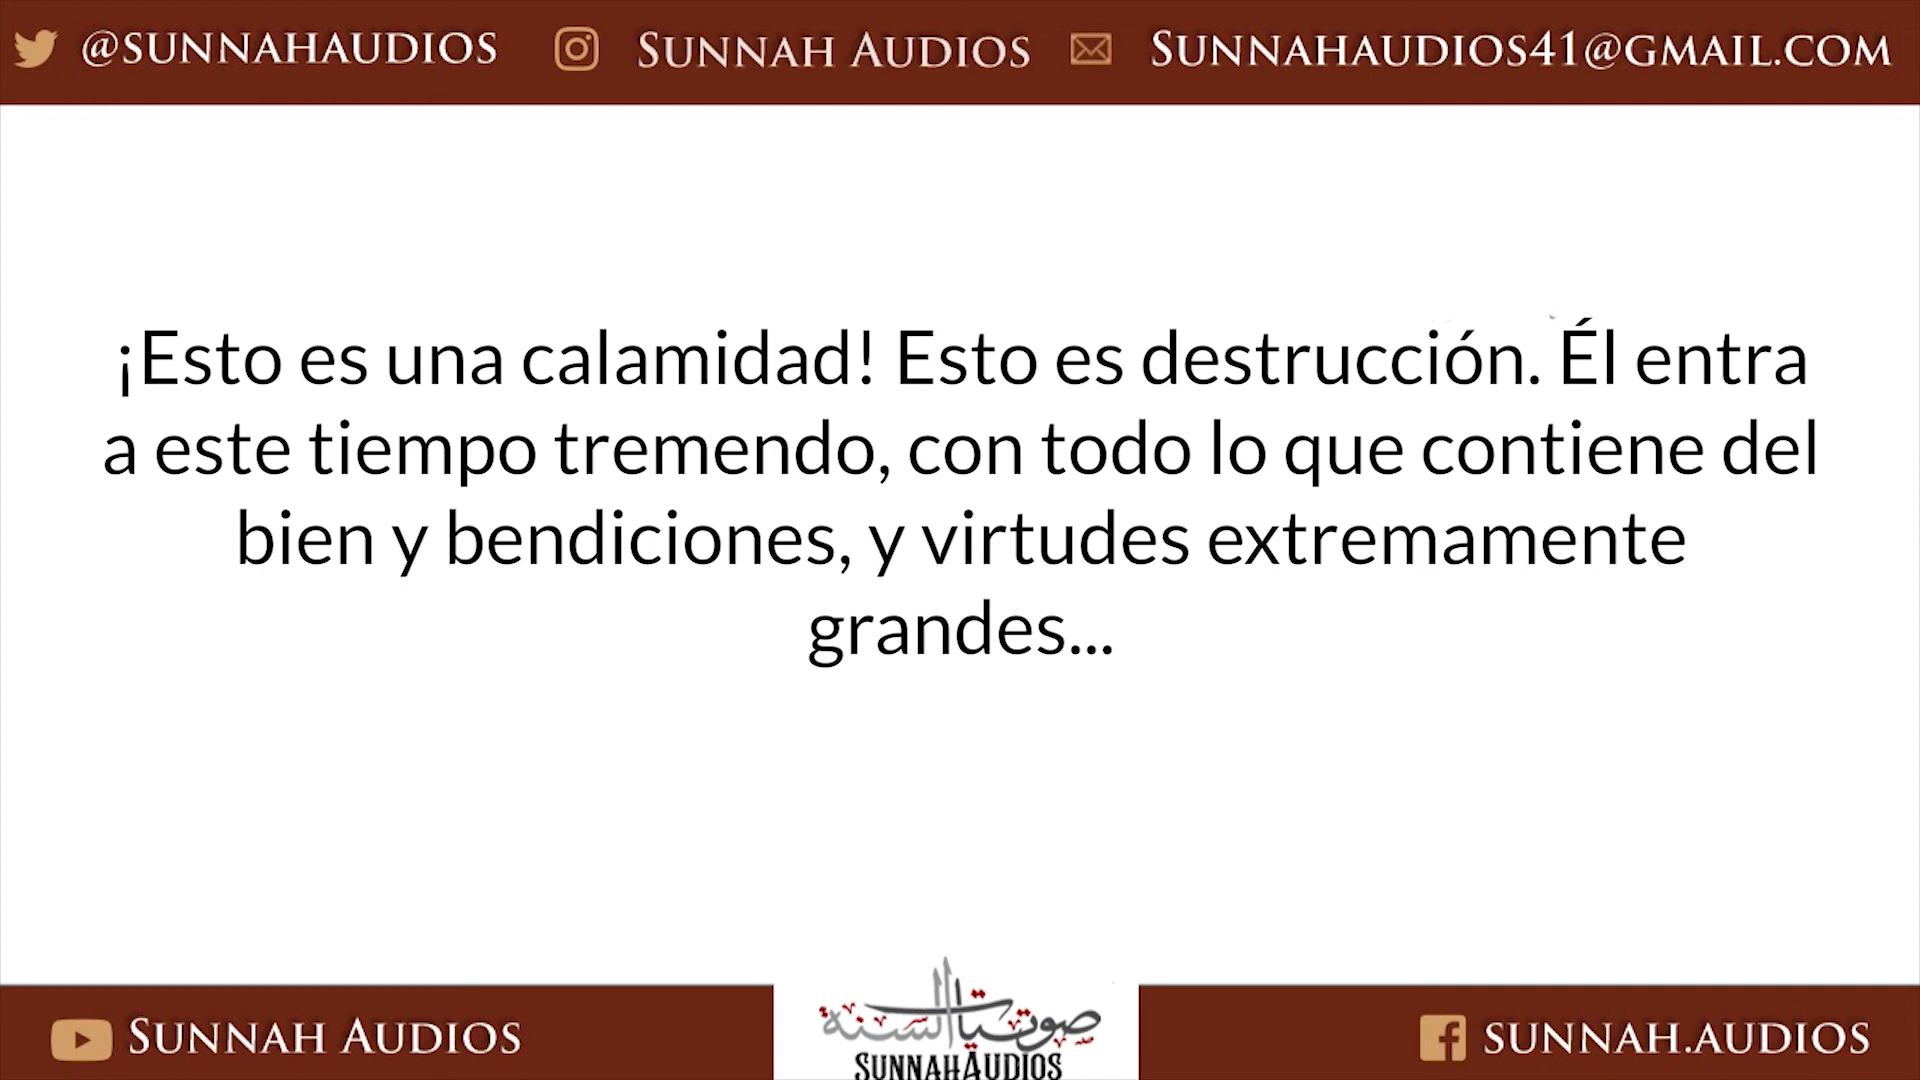 @SUNNAHAUDIOS SUNNAH AUDIOS SUNNAHAUDIOS41@GMAIL.COM
¡Esto es una calamidad! Esto es destrucción. Él entra
a este tiempo tremendo, con todo lo que contiene del
bien y bendiciones, y virtudes extremamente
grandes...
SUNNAH AUDIOS
صوتيات السنة
SUNNAHAUDIOS
SUNNAH.AUDIOS